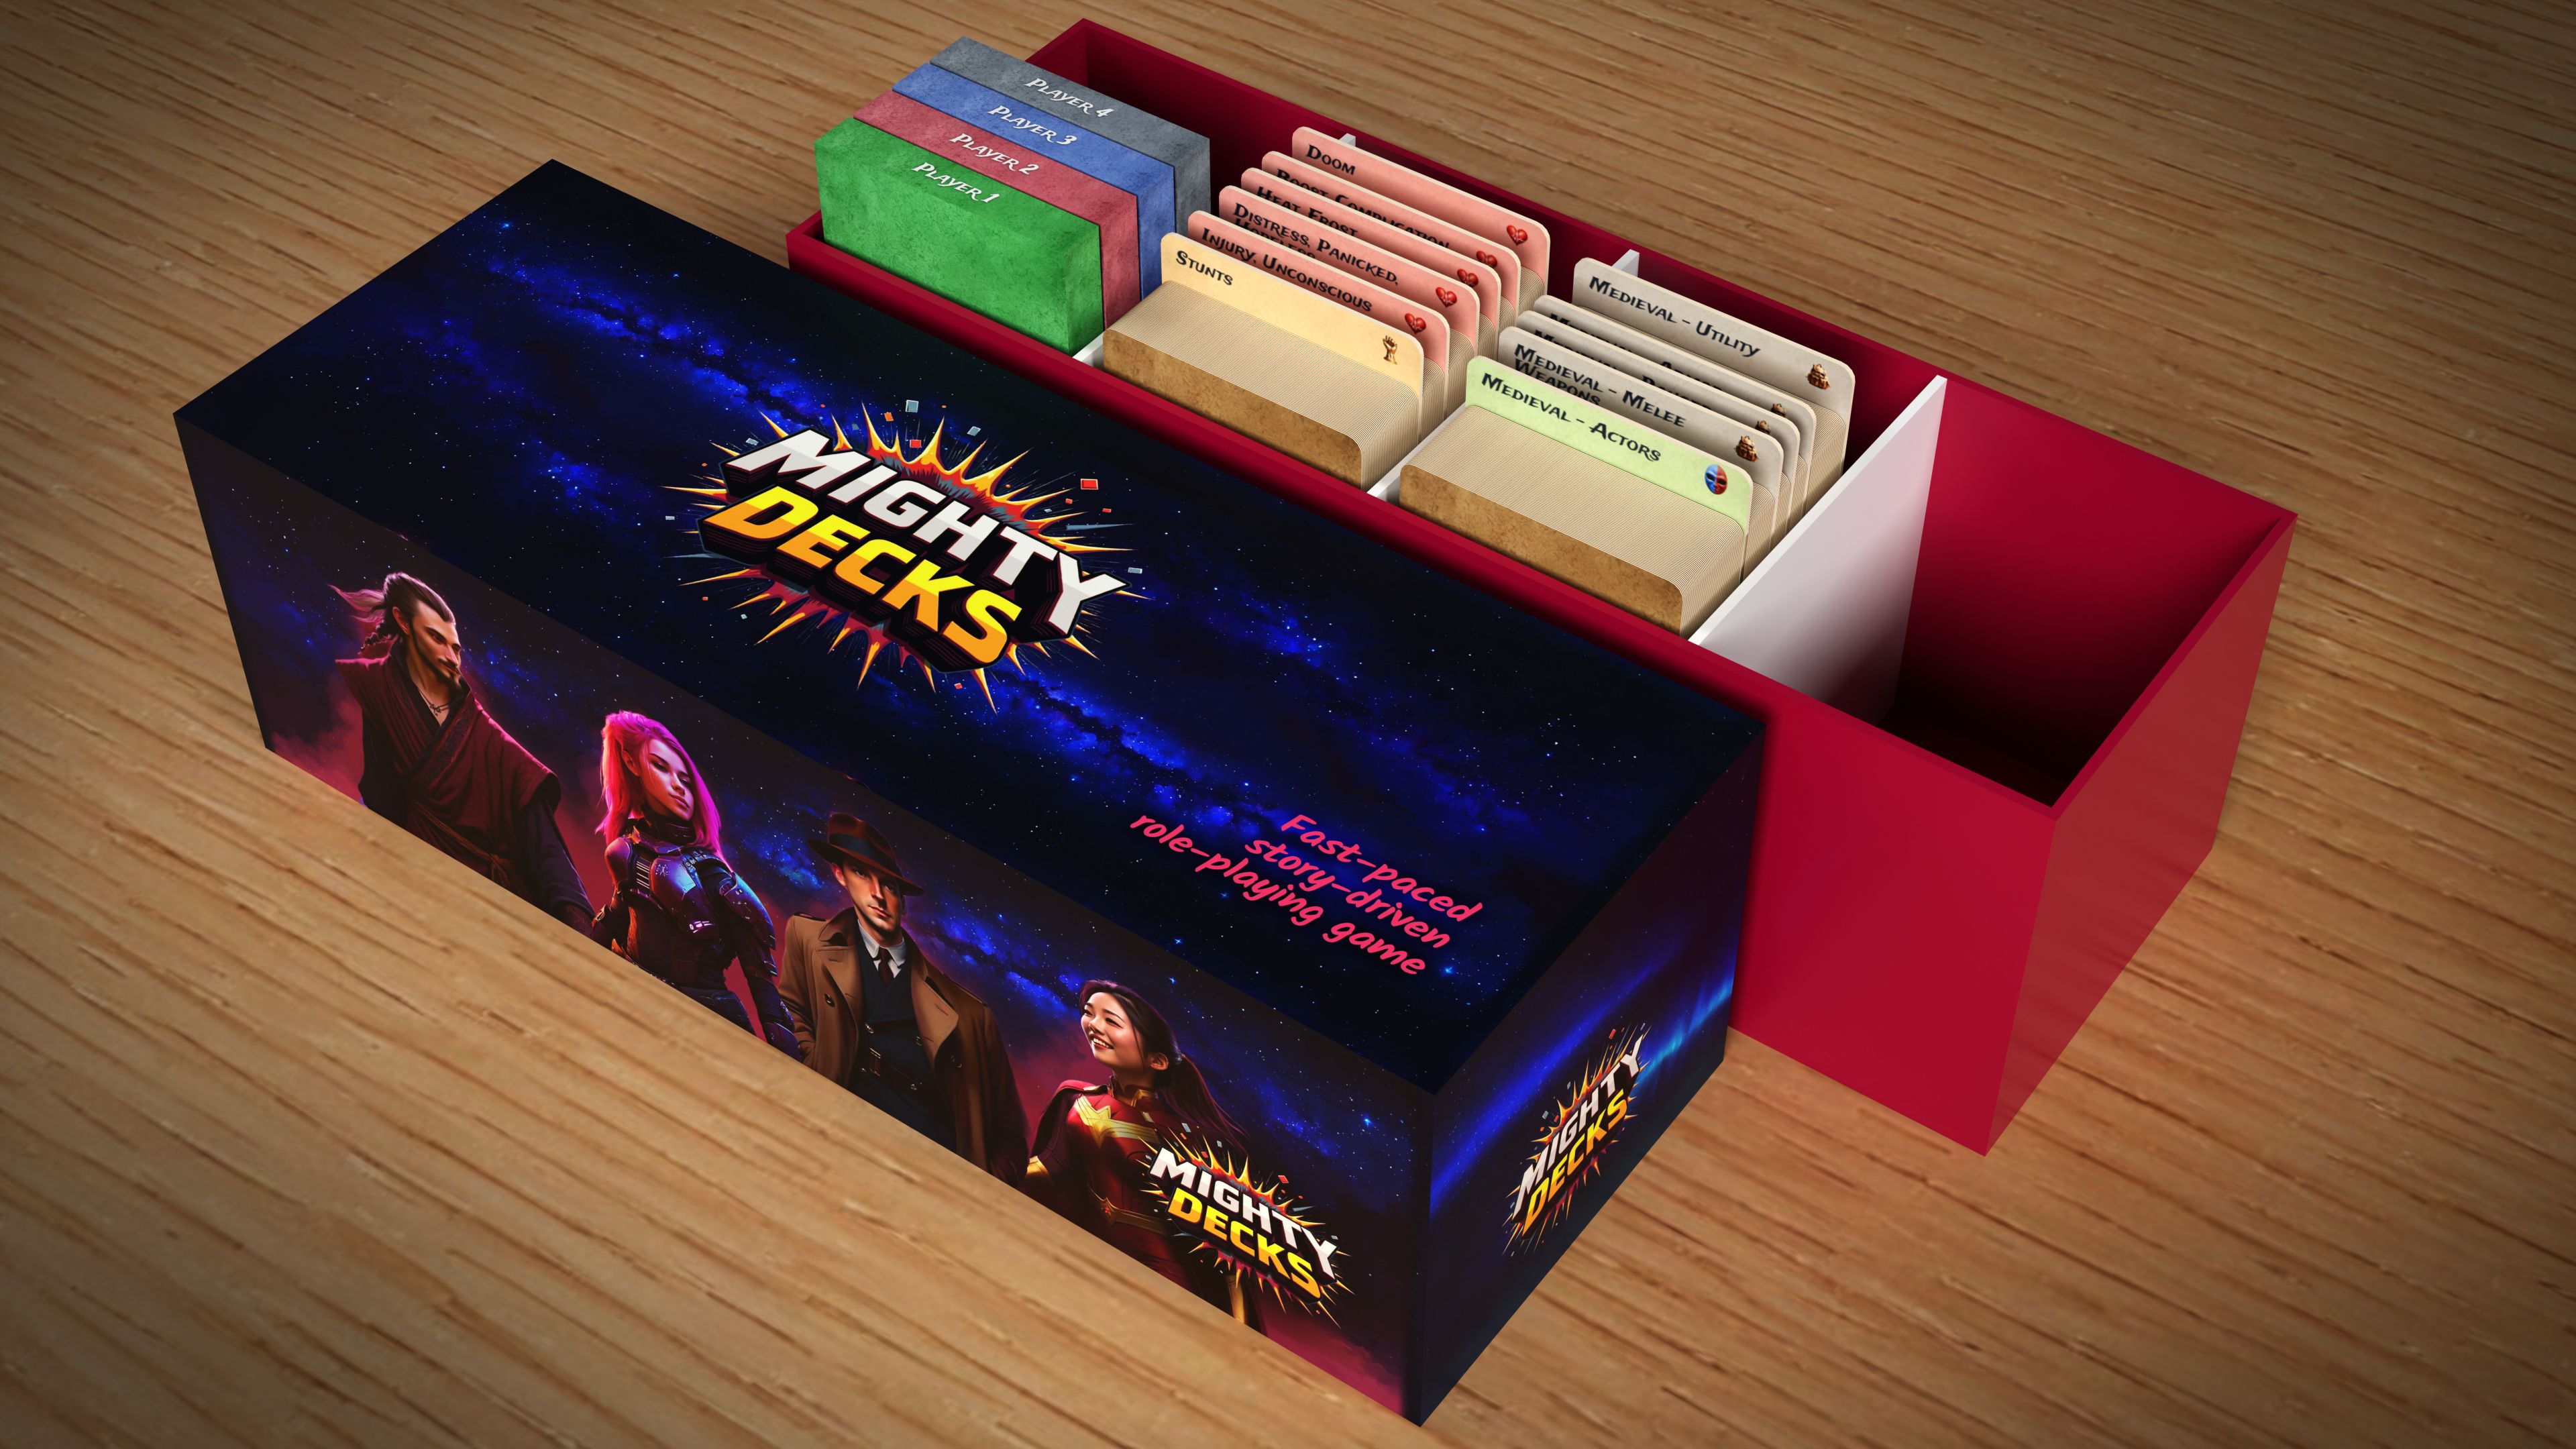 PLAYER 4
PLAYER 3
PLAYER 2
PLAYER 1
DOOM
BOOST, COMPLICATION
HEAT, FROST
DISTRESS, PANICKED,
HOPELESS
INJURY, UNCONSCIOUS
STUNTS
MEDIEVAL - UTILITY
MEDIEVAL - MELEE
WEAPONS
MEDIEVAL - ACTORS
MIGHTY
DECKS
Fast-paced
story-driven
role-playing game
MIGHTY
DECKS
MIGHTY
DECKS